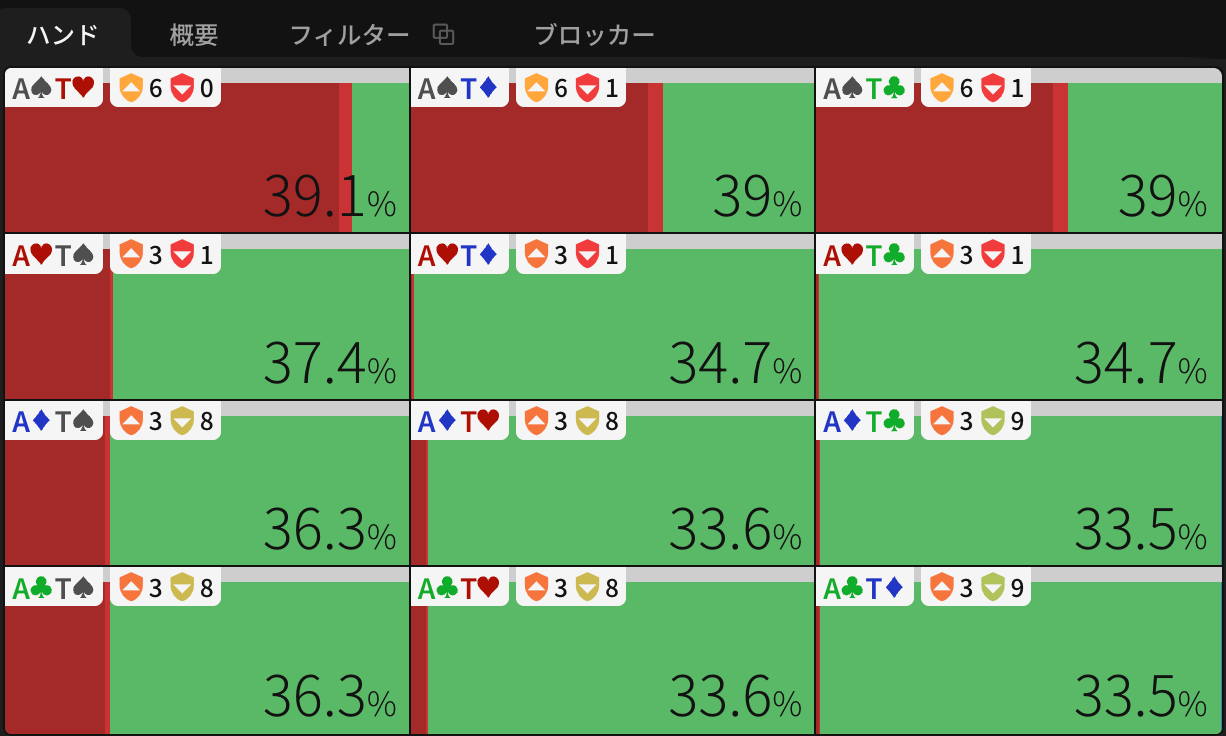 ハンド 概要 フィルター ブロッカー
A♠T♥ 6 0 A♠T♦ 6 1 A♠T♣ 6 1
39.1% 39% 39%
A♥T♠ 3 1 A♥T♦ 3 1 A♥T♣ 3 1
37.4% 34.7% 34.7%
A♦T♠ 3 8 A♦T♥ 3 8 A♦T♣ 3 9
36.3% 33.6% 33.5%
A♣T♠ 3 8 A♣T♥ 3 8 A♣T♦ 3 9
36.3% 33.6% 33.5%